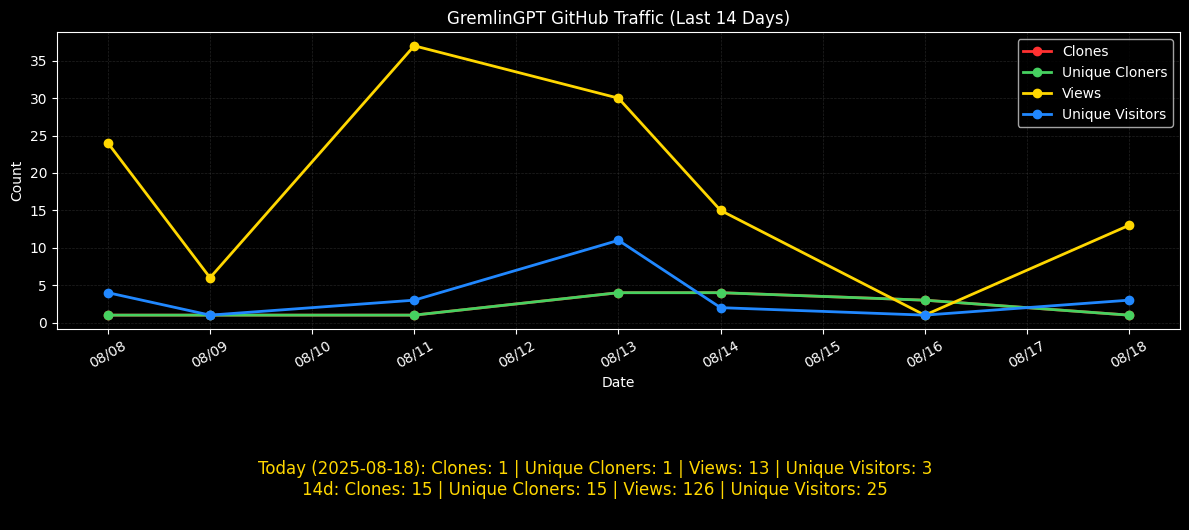 GremlinGPT GitHub Traffic (Last 14 Days)
Clones
Unique Cloners
Views
Unique Visitors
Count
35
30
25
20
15
10
5
0
08/08 08/09 08/10 08/11 08/12 08/13 08/14 08/15 08/16 08/17 08/18
Date
Today (2025-08-18): Clones: 1 | Unique Cloners: 1 | Views: 13 | Unique Visitors: 3
14d: Clones: 15 | Unique Cloners: 15 | Views: 126 | Unique Visitors: 25